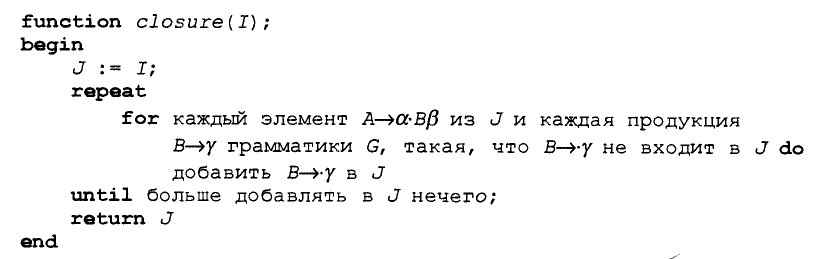 function closure(I);
begin
J := I;
repeat
for каждый элемент A→α·Bβ из J и каждая продукция
B→γ грамматики G, такая, что B→·γ не входит в J do
добавить B→·γ в J
until больше добавлять в J нечего;
return J
end